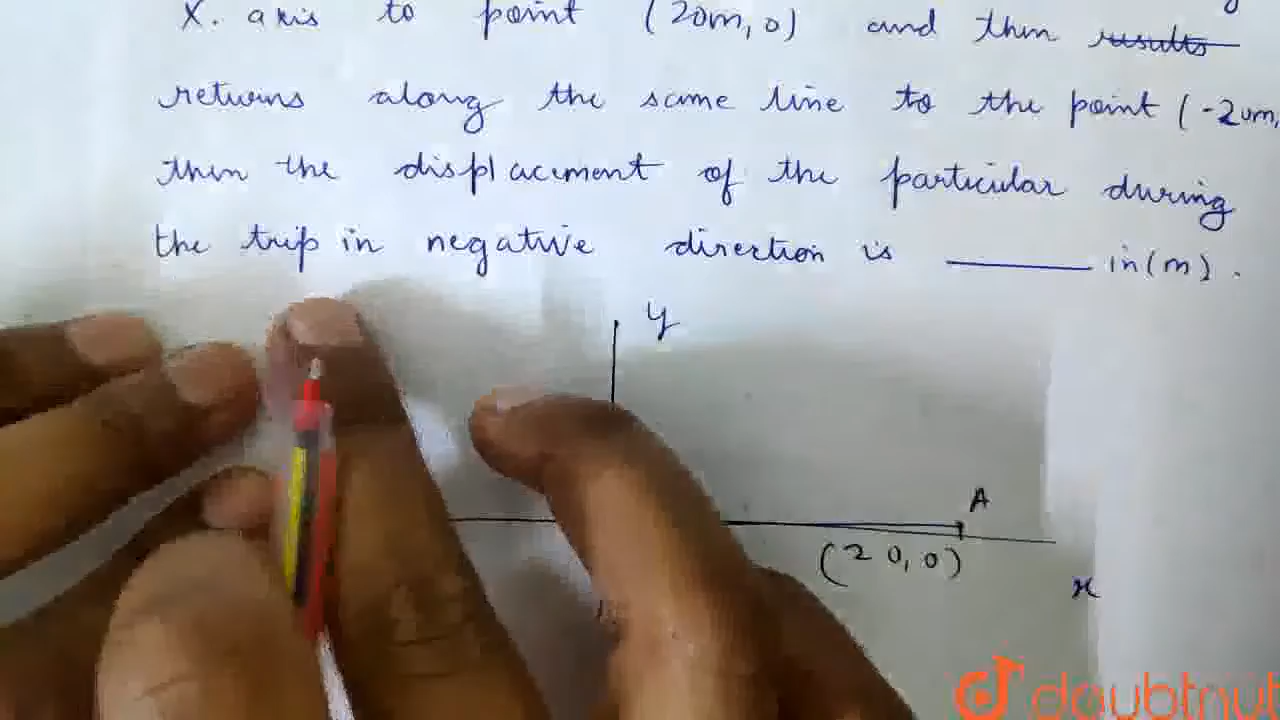 X. axis to point (20m, 0) and then results
returns along the same line to the point (-20m,
then the displacement of the particular during
the trip in negative direction is ______ in (m).
y
A
(20,0)
x
doubtnut